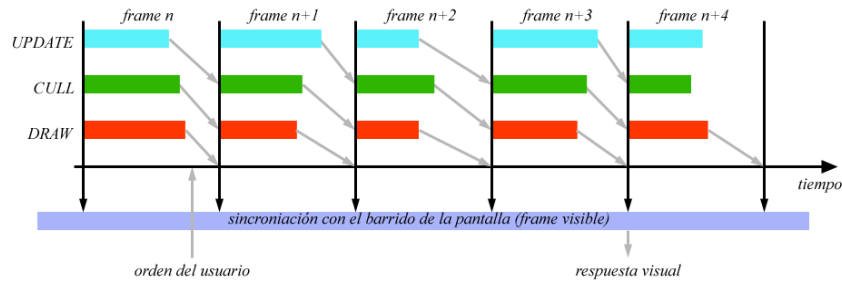 frame n
frame n+1
frame n+2
frame n+3
frame n+4
UPDATE
CULL
DRAW
tiempo
sincroniación con el barrido de la pantalla (frame visible)
orden del usuario
respuesta visual